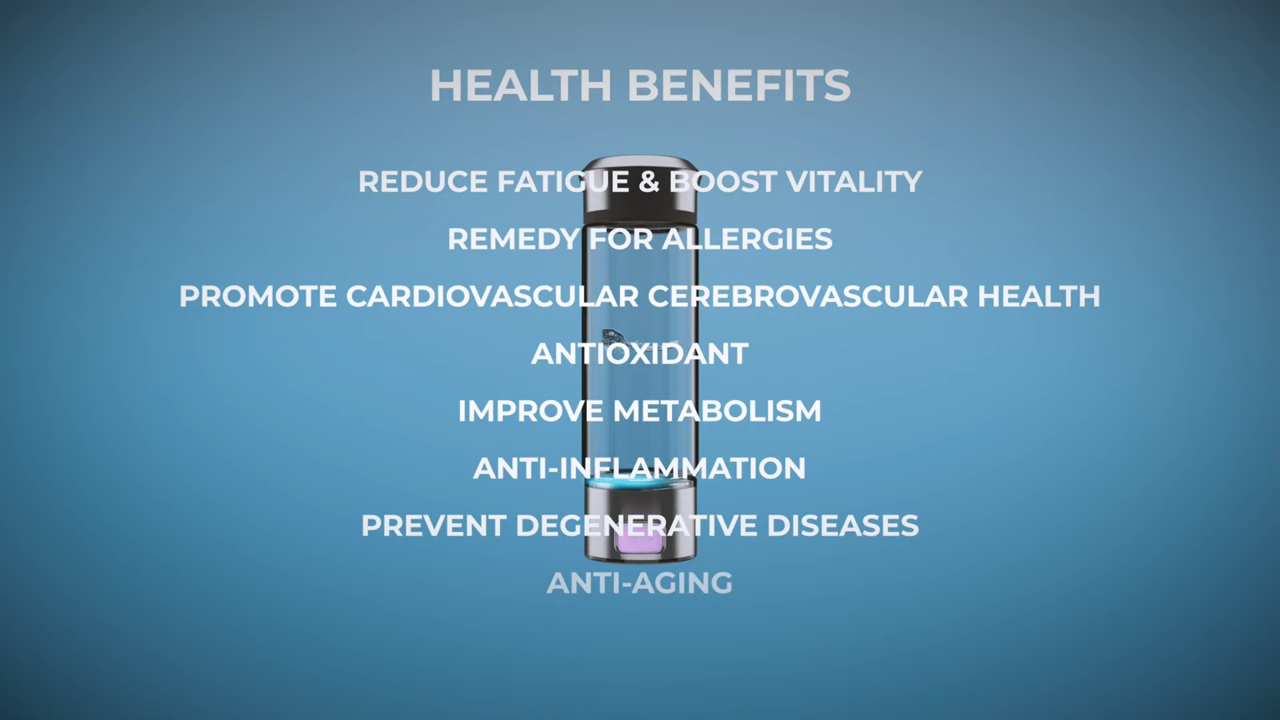 HEALTH BENEFITS
REDUCE FATIGUE & BOOST VITALITY
REMEDY FOR ALLERGIES
PROMOTE CARDIOVASCULAR CEREBROVASCULAR HEALTH
ANTIOXIDANT
IMPROVE METABOLISM
ANTI-INFLAMMATION
PREVENT DEGENERATIVE DISEASES
ANTI-AGING